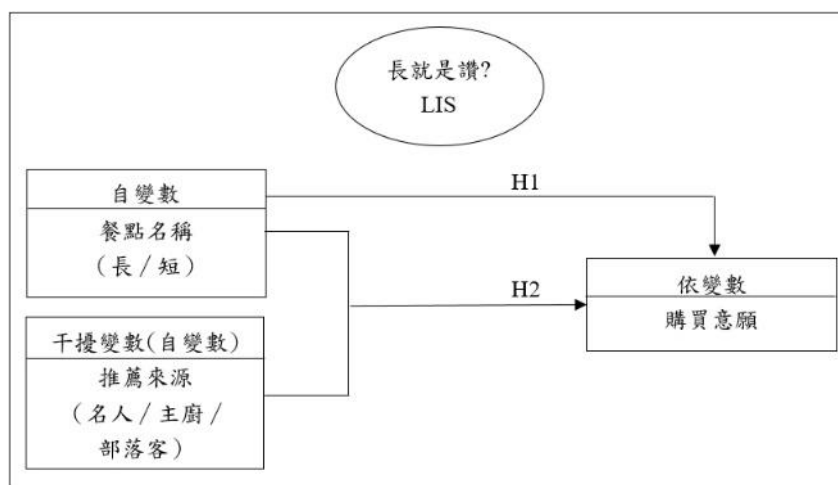 長就是讚?
LIS
H1
自變數
餐點名稱
（長／短）
H2
依變數
購買意願
干擾變數(自變數)
推薦來源
（名人／主廚／
部落客）